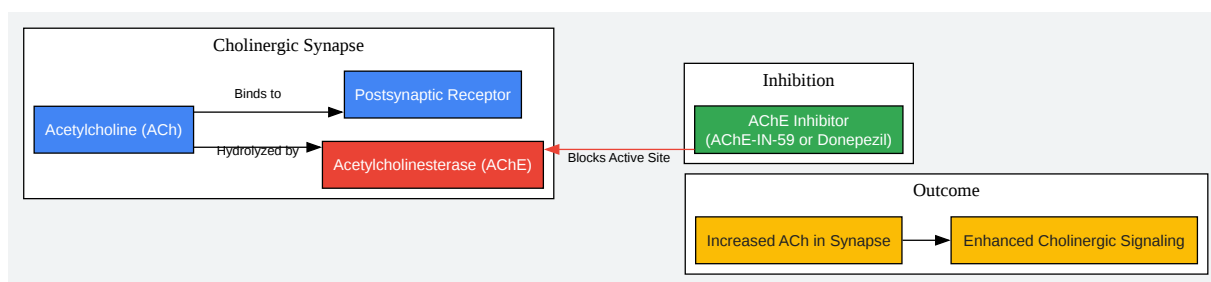 Cholinergic Synapse
Binds to
Postsynaptic Receptor
Acetylcholine (ACh)
Hydrolyzed by
Acetylcholinesterase (AChE)
Blocks Active Site
Inhibition
AChE Inhibitor
(AChE-IN-59 or Donepezil)
Outcome
Increased ACh in Synapse
Enhanced Cholinergic Signaling